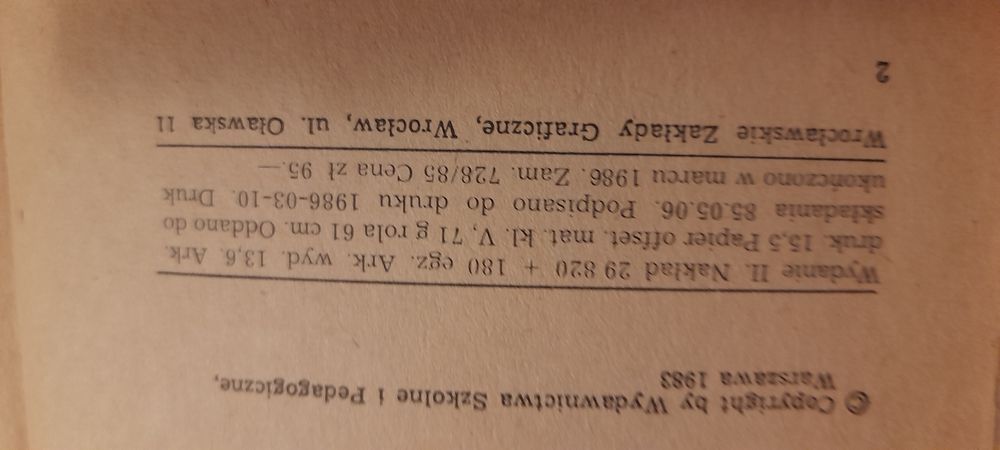 © Copyright by Wydawnictwa Szkolne i Pedagogiczne,
Warszawa 1983
Wydanie II. Nakład 29 820 + 180 egz. Ark. wyd. 13,6. Ark.
druk. 15,5 Papier offset. mat. kl. V, 71 g rola 61 cm. Oddano do
składania 85.05.06. Podpisano do druku 1986-03-10. Druk
ukończono w marcu 1986. Zam. 728/85 Cena zł 95.—
Wrocławskie Zakłady Graficzne, Wrocław, ul. Oławska 11
2